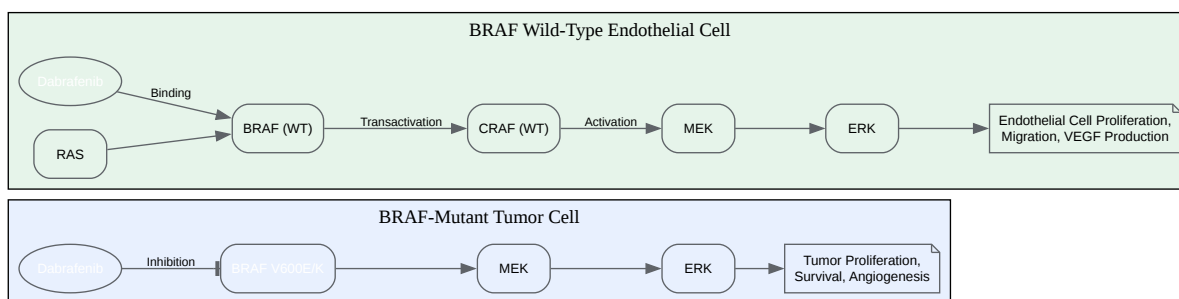 BRAF Wild-Type Endothelial Cell
Dabrafenib
Binding
RAS
BRAF (WT)
Transactivation
CRAF (WT)
Activation
MEK
ERK
Endothelial Cell Proliferation,
Migration, VEGF Production
BRAF-Mutant Tumor Cell
Dabrafenib
Inhibition
BRAF V600E/K
MEK
ERK
Tumor Proliferation,
Survival, Angiogenesis